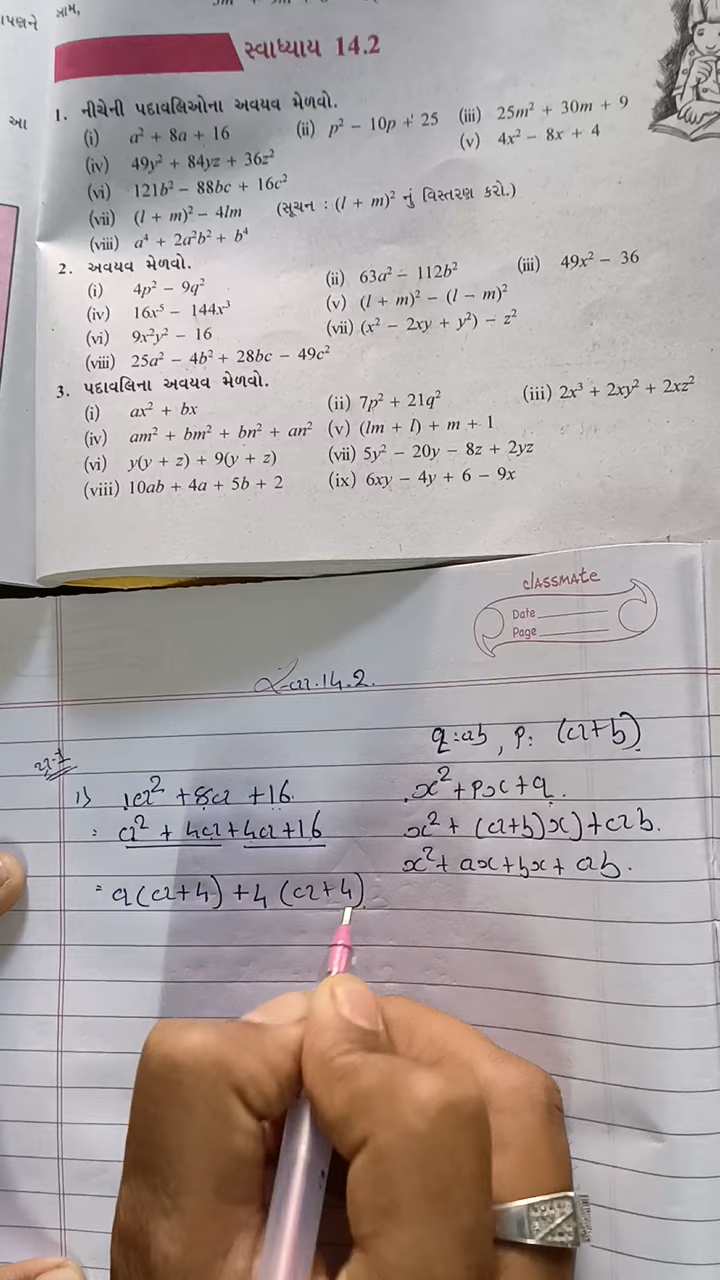 પણને
ગામ,
આ
સ્વાધ્યાય 14.2
1. નીચેની પદાવલિઓના અવયવ મેળવો.
(i) a² + 8a + 16 (ii) p² − 10p + 25 (iii) 25m² + 30m + 9
(iv) 49y² + 84yz + 36z² (v) 4x² − 8x + 4
(vi) 121b² − 88bc + 16c²
(vii) (l + m)² − 4lm (સૂચન : (l + m)² નું વિસ્તરણ કરો.)
(viii) a⁴ + 2a²b² + b⁴
2. અવયવ મેળવો.
(i) 4p² − 9q² (ii) 63a² − 112b² (iii) 49x² − 36
(iv) 16x⁵ − 144x³ (v) (l + m)² − (l − m)²
(vi) 9x²y² − 16 (vii) (x² − 2xy + y²) − z²
(viii) 25a² − 4b² + 28bc − 49c²
3. પદાવલિના અવયવ મેળવો.
(i) ax² + bx (ii) 7p² + 21q² (iii) 2x³ + 2xy² + 2xz²
(iv) am² + bm² + bn² + an² (v) (lm + l) + m + 1
(vi) y(y + z) + 9(y + z) (vii) 5y² − 20y − 8z + 2yz
(viii) 10ab + 4a + 5b + 2 (ix) 6xy − 4y + 6 − 9x
classmate
Date
Page
14.2.
q=ab, p= (a+b)
1) 1a² + 8a + 16. x² + px + q.
= a² + 4a + 4a + 16 x² + (a+b)x) + ab.
x² + ax + bx + ab.
= a(a+4) + 4 (a+4)